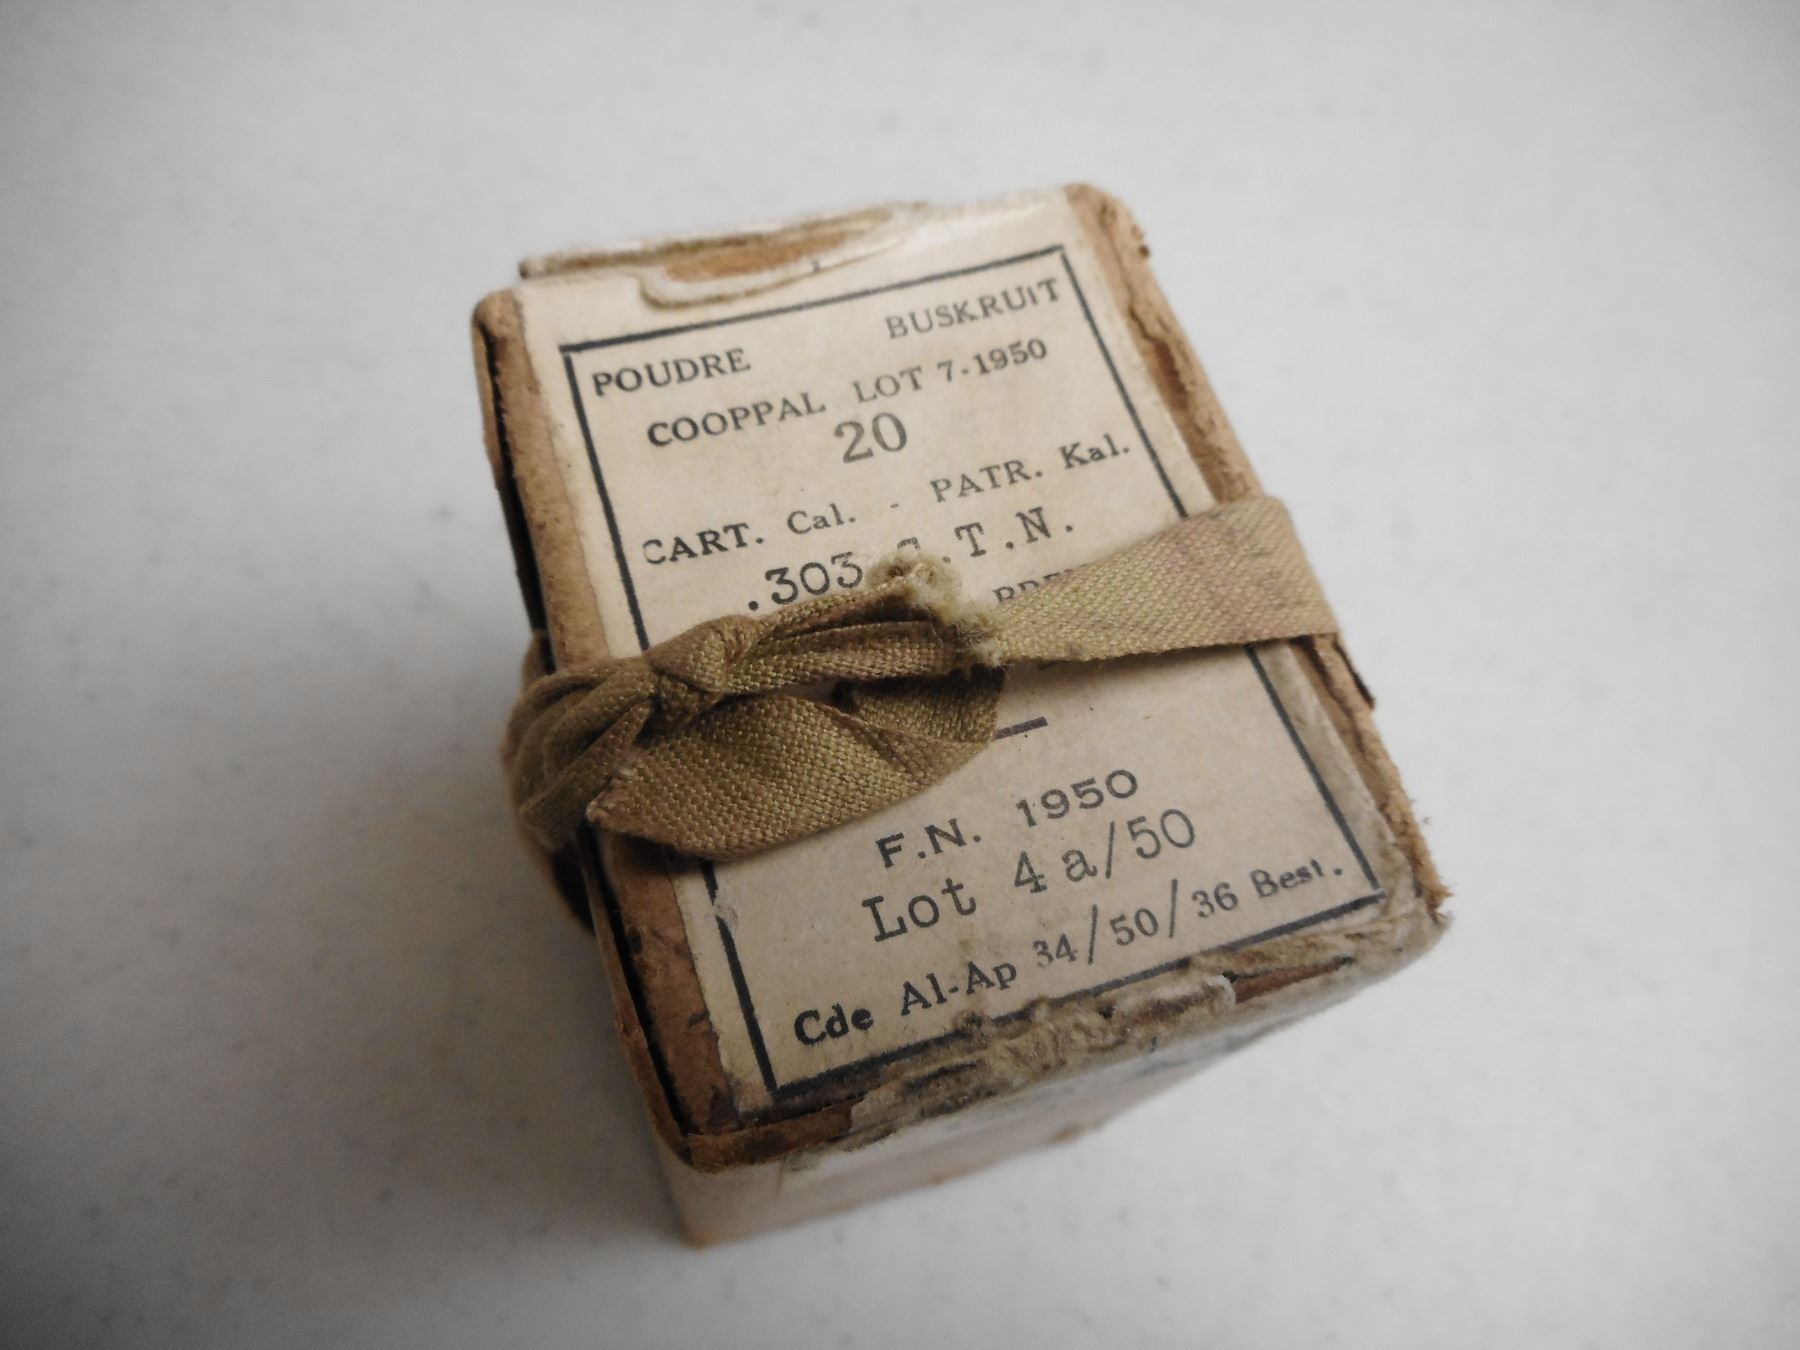 POUDRE BUSKRUIT
COOPPAL LOT 7-1950
20
CART. Cal. - PATR. Kal.
.303 .T.N.
F.N. 1950
Lot 4a/50
Cde Al-Ap 34/50/36 Best.